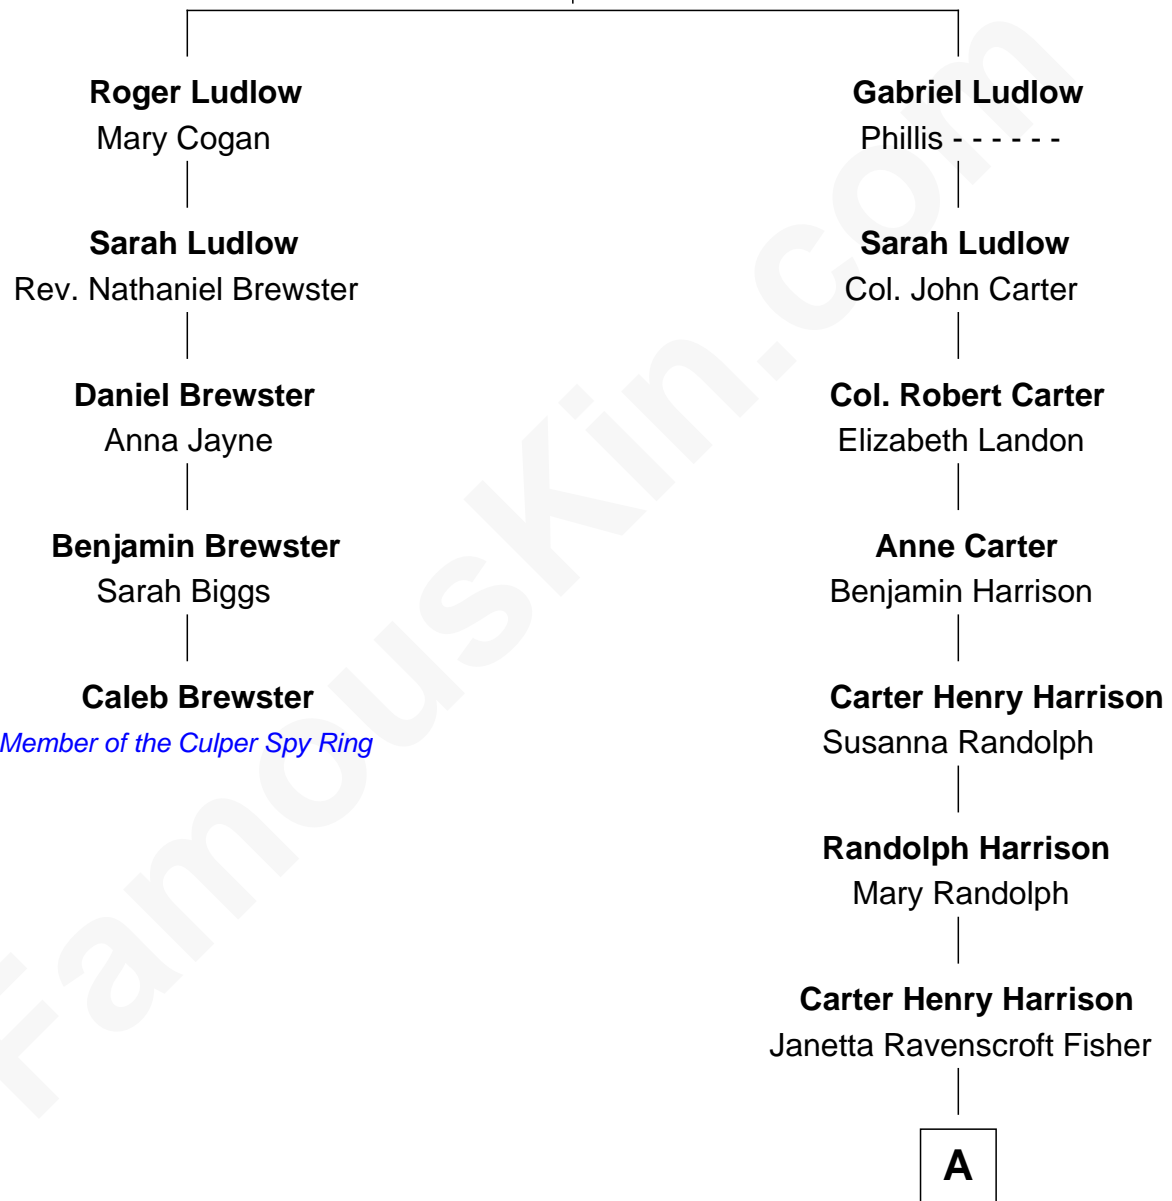 Roger Ludlow
Mary Cogan
Sarah Ludlow
Rev. Nathaniel Brewster
Daniel Brewster
Anna Jayne
Benjamin Brewster
Sarah Biggs
Caleb Brewster
Member of the Culper Spy Ring
Gabriel Ludlow
Phillis - - - - - -
Sarah Ludlow
Col. John Carter
Col. Robert Carter
Elizabeth Landon
Anne Carter
Benjamin Harrison
Carter Henry Harrison
Susanna Randolph
Randolph Harrison
Mary Randolph
Carter Henry Harrison
Janetta Ravenscroft Fisher
A
FamousKin.com